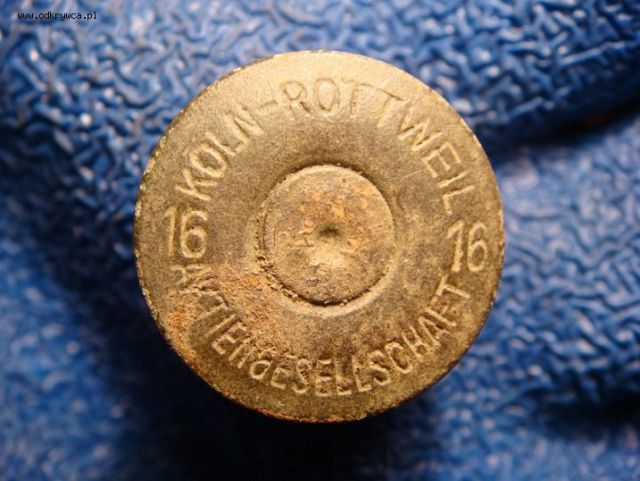 www.odkrywca.pl
KOLN-ROTTWEIL
16 16
AKTIENGESELLSCHAFT